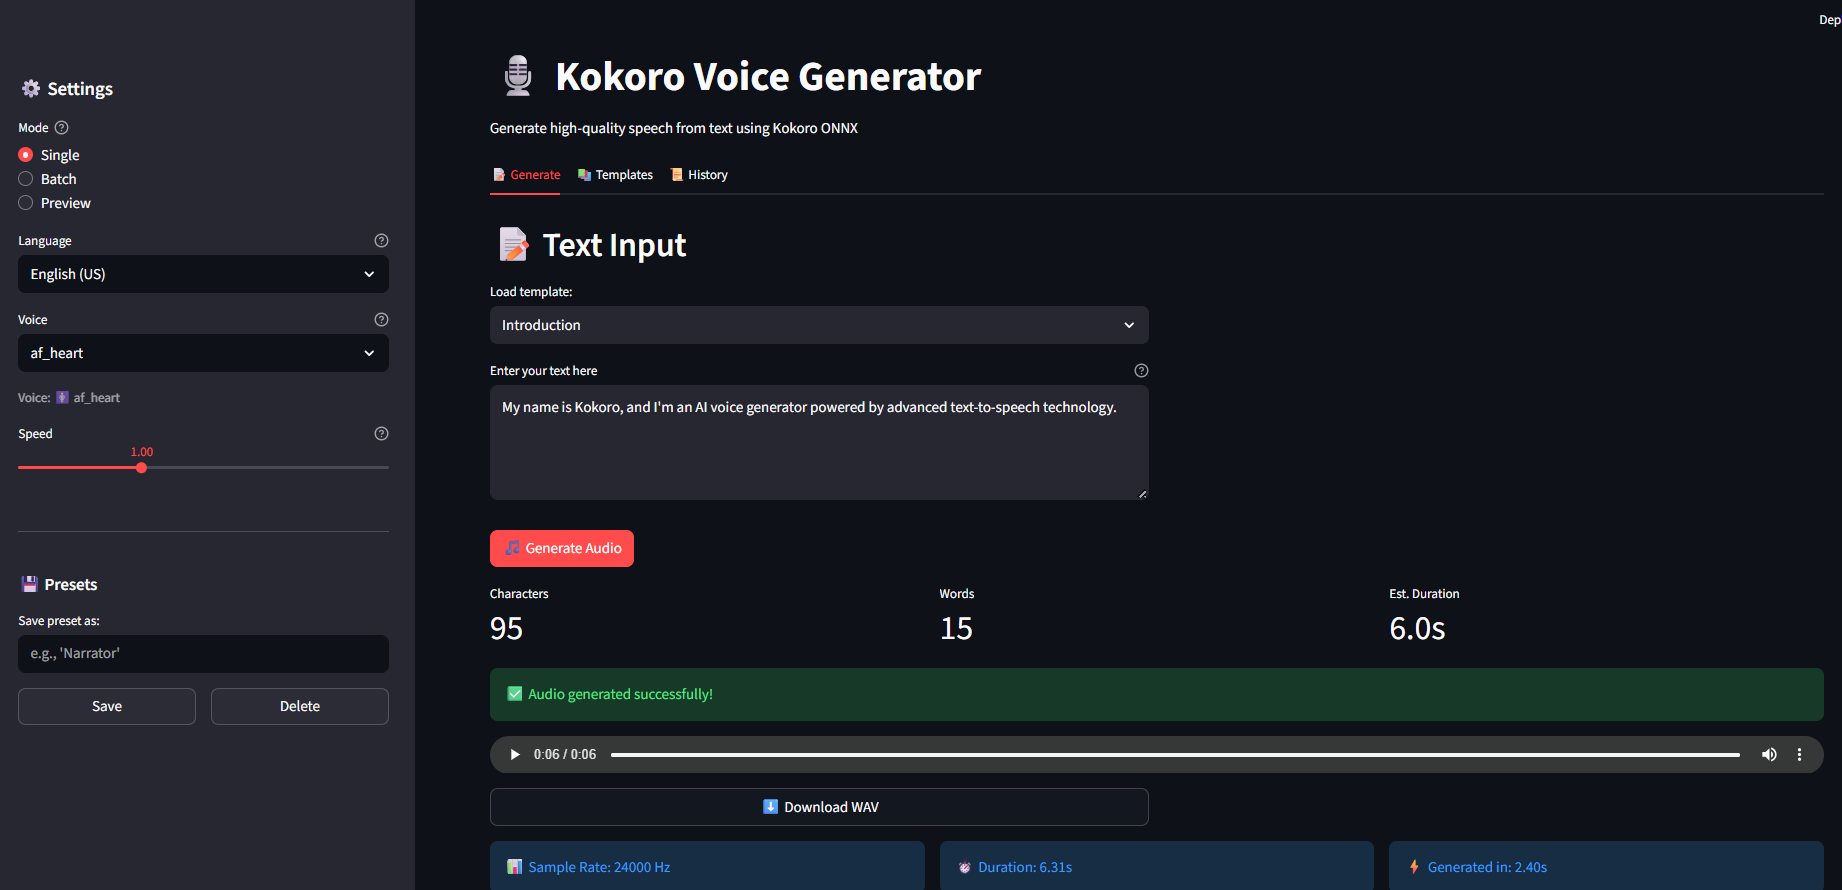 Dep
Settings
Mode
Single
Batch
Preview
Language
English (US)
Voice
af_heart
Voice: af_heart
Speed
1.00
Presets
Save preset as:
e.g., 'Narrator'
Save
Delete
Kokoro Voice Generator
Generate high-quality speech from text using Kokoro ONNX
Generate Templates History
Text Input
Load template:
Introduction
Enter your text here
My name is Kokoro, and I'm an AI voice generator powered by advanced text-to-speech technology.
Generate Audio
Characters Words Est. Duration
95 15 6.0s
Audio generated successfully!
0:06 / 0:06
Download WAV
Sample Rate: 24000 Hz Duration: 6.31s Generated in: 2.40s